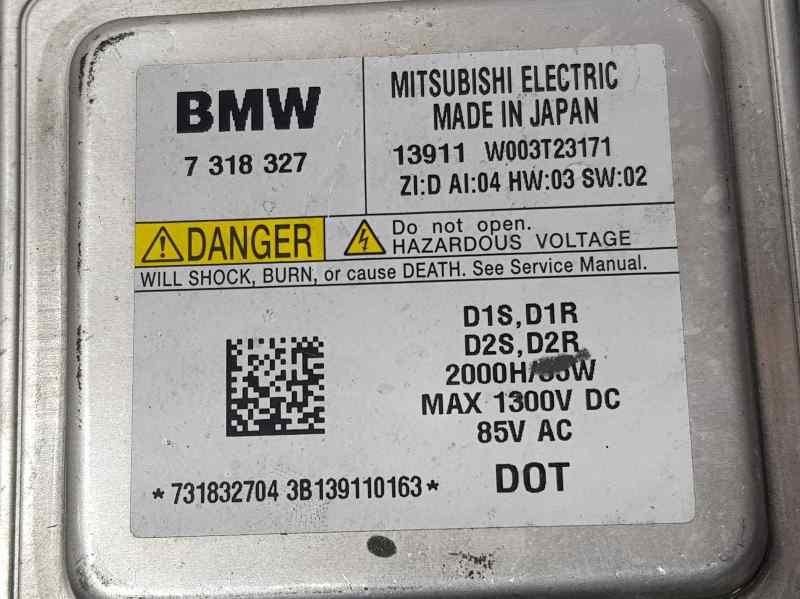 BMW
7 318 327
MITSUBISHI ELECTRIC
MADE IN JAPAN
13911 W003T23171
ZI:D AI:04 HW:03 SW:02
DANGER
Do not open.
HAZARDOUS VOLTAGE
WILL SHOCK, BURN, or cause DEATH. See Service Manual.
D1S,D1R
D2S,D2R
2000H/
MAX 1300V DC
85V AC
DOT
*731832704 3B139110163*